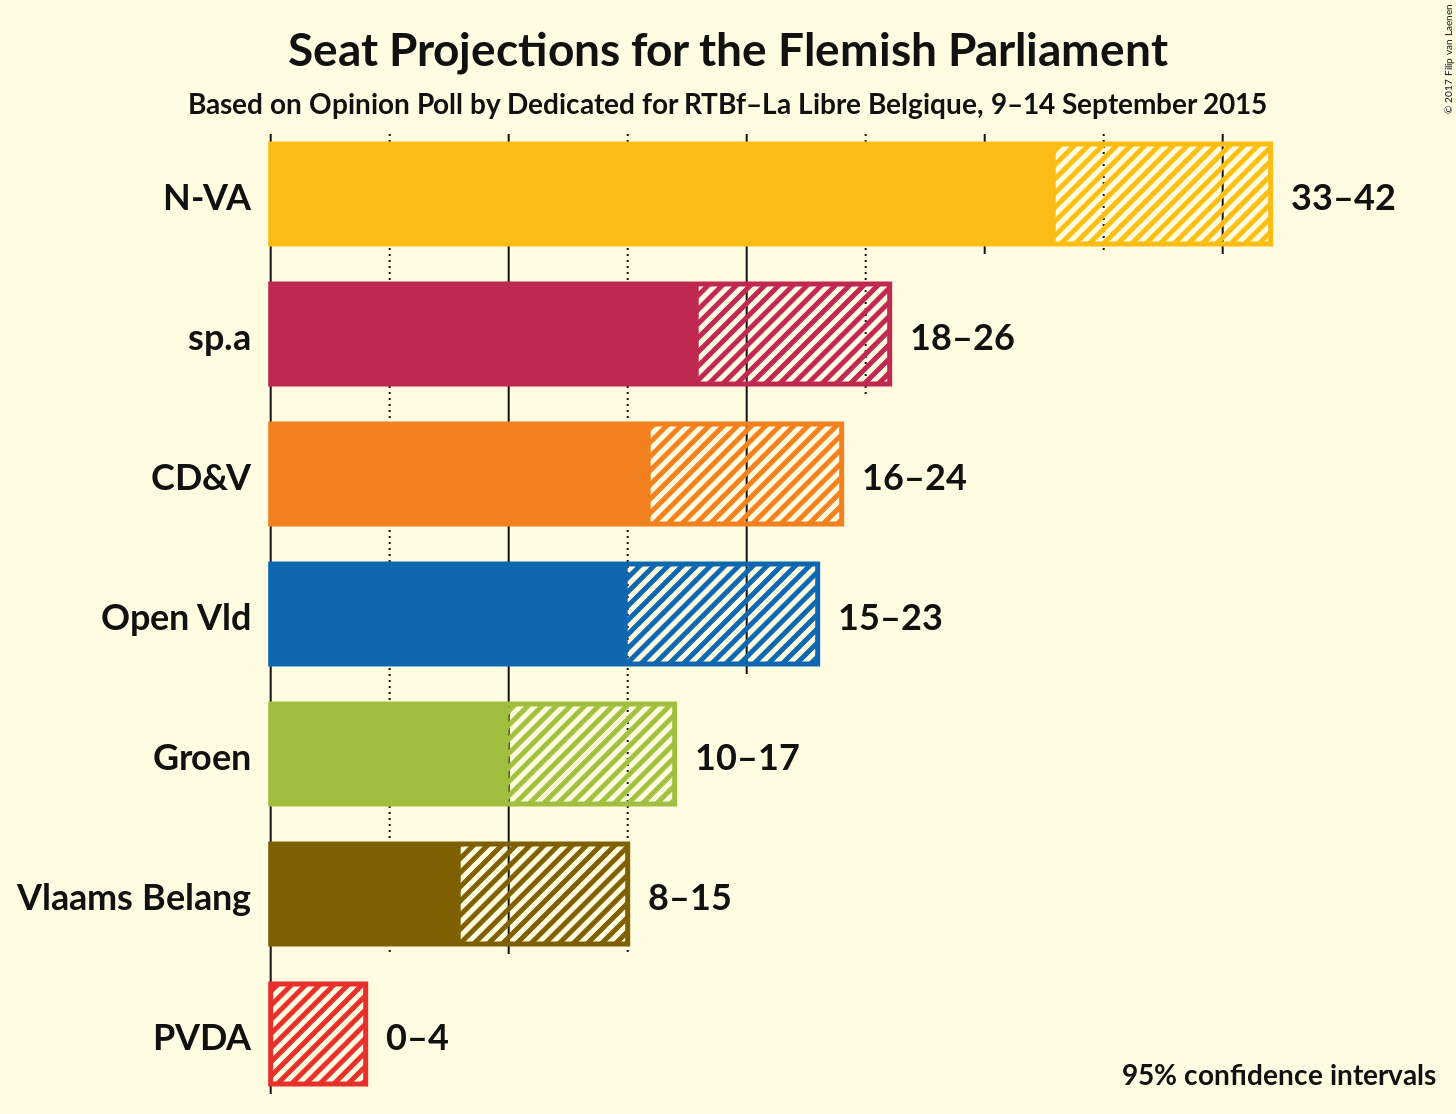 Seat Projections for the Flemish Parliament
Based on Opinion Poll by Dedicated for RTBf–La Libre Belgique, 9–14 September 2015
© 2017 Filip van Laenen
N-VA 33–42
sp.a 18–26
CD&V 16–24
Open Vld 15–23
Groen 10–17
Vlaams Belang 8–15
PVDA 0–4
95% confidence intervals